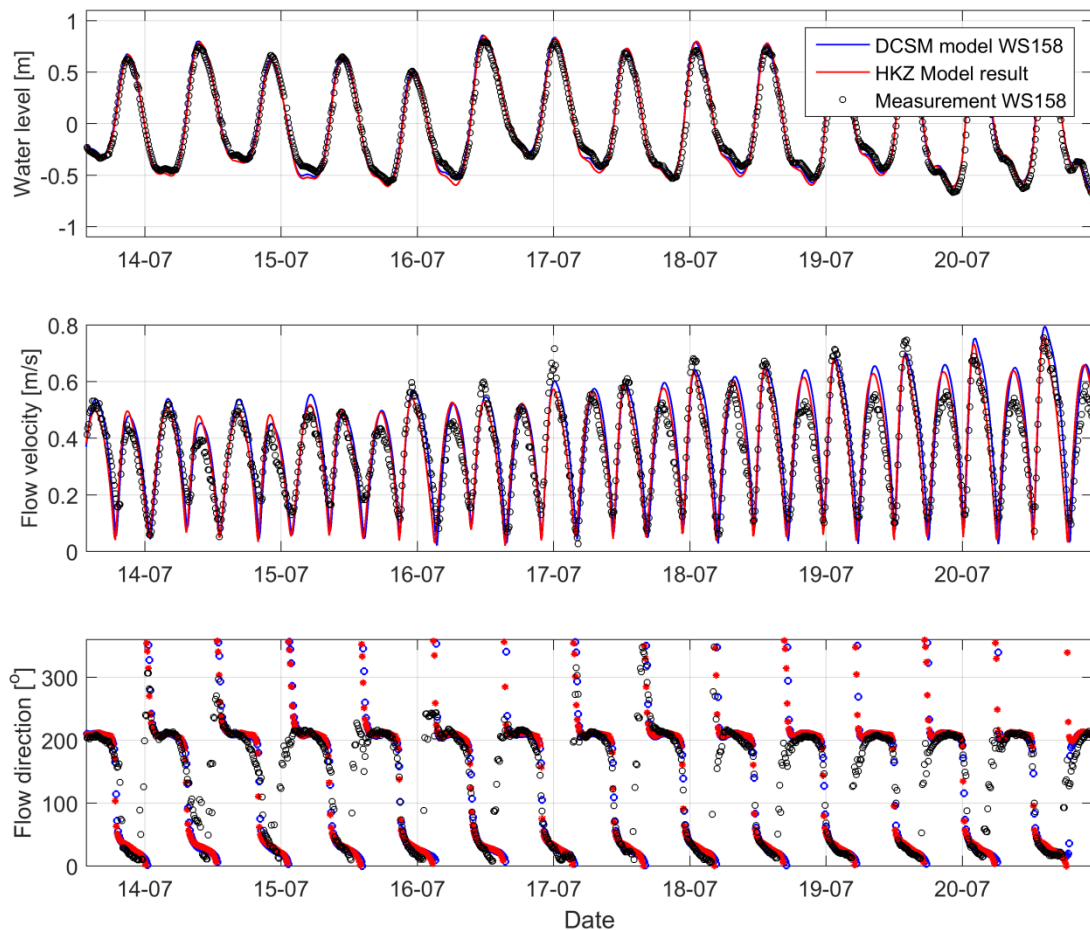 1
0.5
0
-0.5
-1
Water level [m]
DCSM model WS158
HKZ Model result
Measurement WS158
14-07 15-07 16-07 17-07 18-07 19-07 20-07
0.8
0.6
0.4
0.2
0
Flow velocity [m/s]
14-07 15-07 16-07 17-07 18-07 19-07 20-07
300
200
100
0
Flow direction [°]
14-07 15-07 16-07 17-07 18-07 19-07 20-07
Date